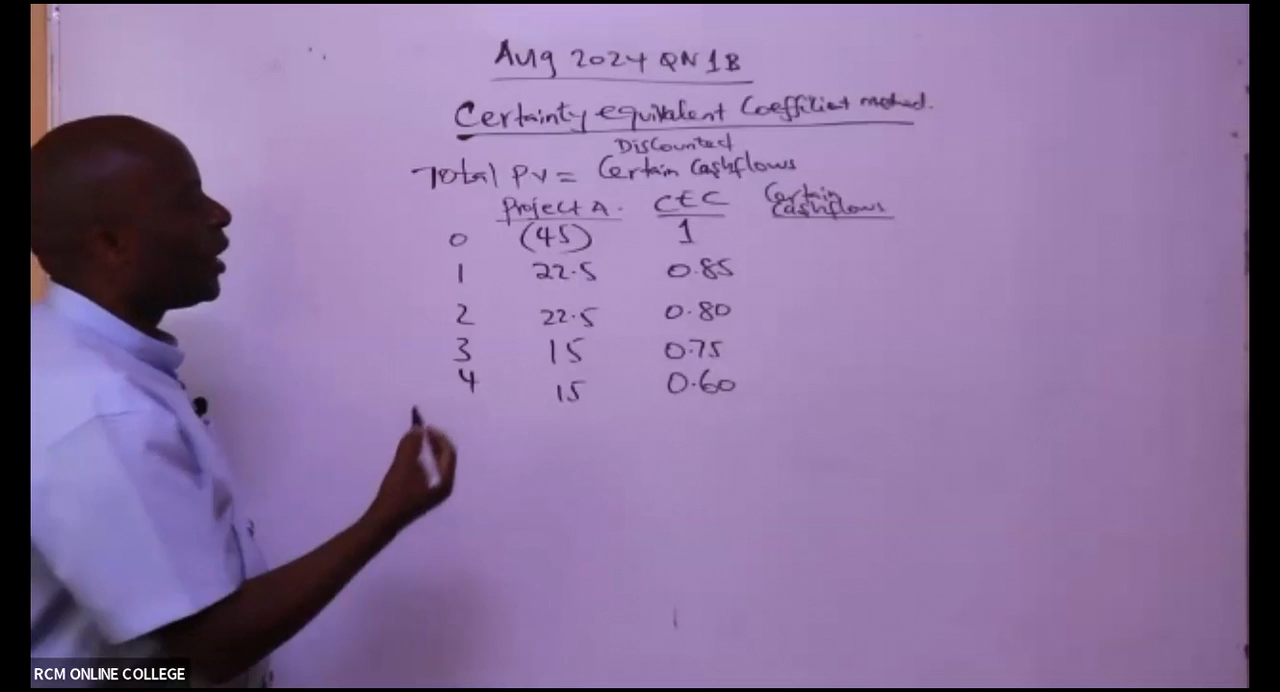 Aug 2024 QN 1B
Certainty equivalent Coefficient method.
Discounted
Total PV = Certain Cashflows
Project A. CEC Certain Cashflows
0 (45) 1
1 22.5 0.85
2 22.5 0.80
3 15 0.75
4 15 0.60
RCM ONLINE COLLEGE